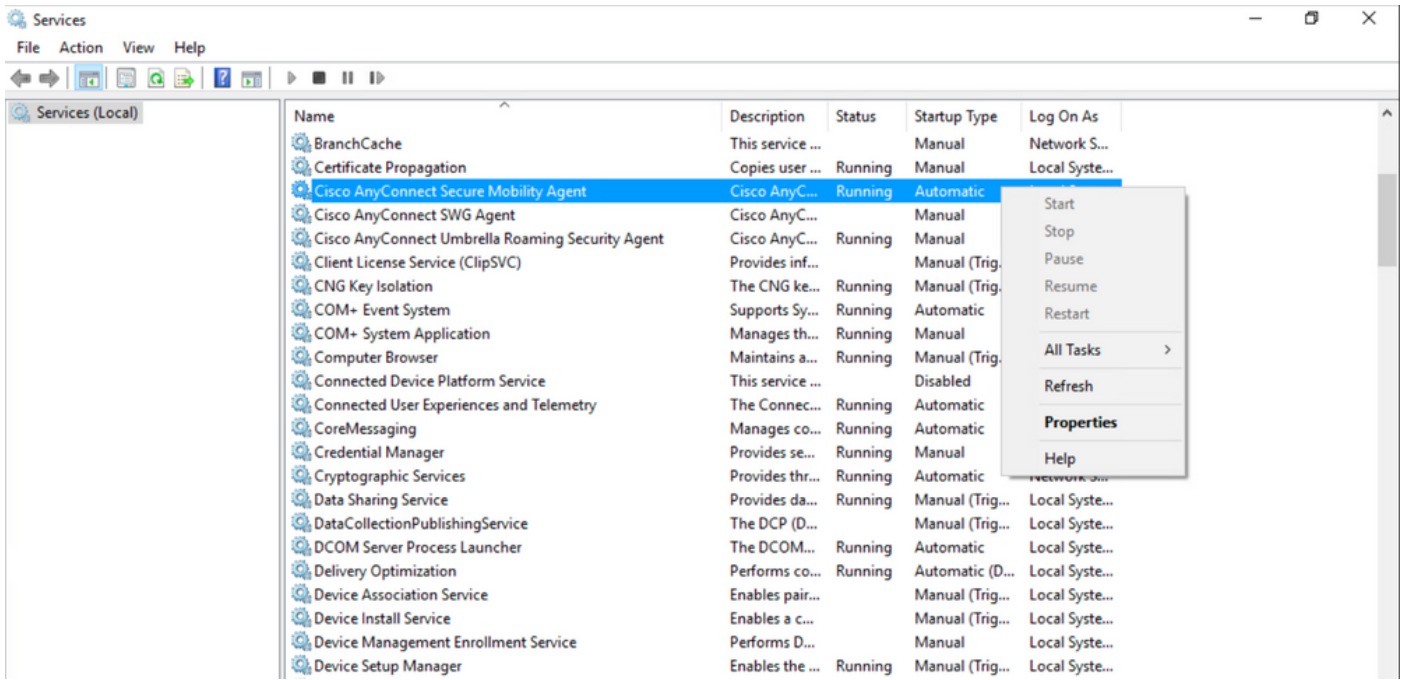 Services
File Action View Help
Services (Local)
Name Description Status Startup Type Log On As
BranchCache This service ... Manual Network S...
Certificate Propagation Copies user ... Running Manual Local Syste...
Cisco AnyConnect Secure Mobility Agent Cisco AnyC... Running Automatic
Cisco AnyConnect SWG Agent Cisco AnyC... Manual
Cisco AnyConnect Umbrella Roaming Security Agent Cisco AnyC... Running Manual
Client License Service (ClipSVC) Provides inf... Manual (Trig.
CNG Key Isolation The CNG ke... Running Manual (Trig.
COM+ Event System Supports Sy... Running Automatic
COM+ System Application Manages th... Running Manual
Computer Browser Maintains a... Running Manual (Trig.
Connected Device Platform Service This service ... Disabled
Connected User Experiences and Telemetry The Connec... Running Automatic
CoreMessaging Manages co... Running Automatic
Credential Manager Provides se... Running Manual
Cryptographic Services Provides thr... Running Automatic
Data Sharing Service Provides da... Running Manual (Trig... Local Syste...
DataCollectionPublishingService The DCP (D... Manual (Trig... Local Syste...
DCOM Server Process Launcher The DCOM... Running Automatic Local Syste...
Delivery Optimization Performs co... Running Automatic (D... Local Syste...
Device Association Service Enables pair... Manual (Trig... Local Syste...
Device Install Service Enables a c... Manual (Trig... Local Syste...
Device Management Enrollment Service Performs D... Manual Local Syste...
Device Setup Manager Enables the ... Running Manual (Trig... Local Syste...
Start
Stop
Pause
Resume
Restart
All Tasks
Refresh
Properties
Help